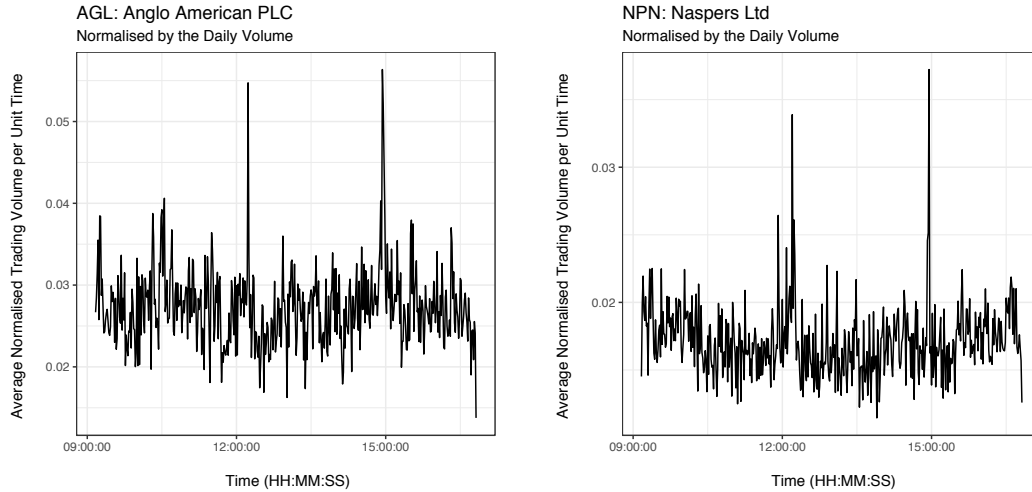 AGL: Anglo American PLC
Normalised by the Daily Volume
Average Normalised Trading Volume per Unit Time
0.05
0.04
0.03
0.02
09:00:00 12:00:00 15:00:00
Time (HH:MM:SS)
NPN: Naspers Ltd
Normalised by the Daily Volume
Average Normalised Trading Volume per Unit Time
0.03
0.02
09:00:00 12:00:00 15:00:00
Time (HH:MM:SS)